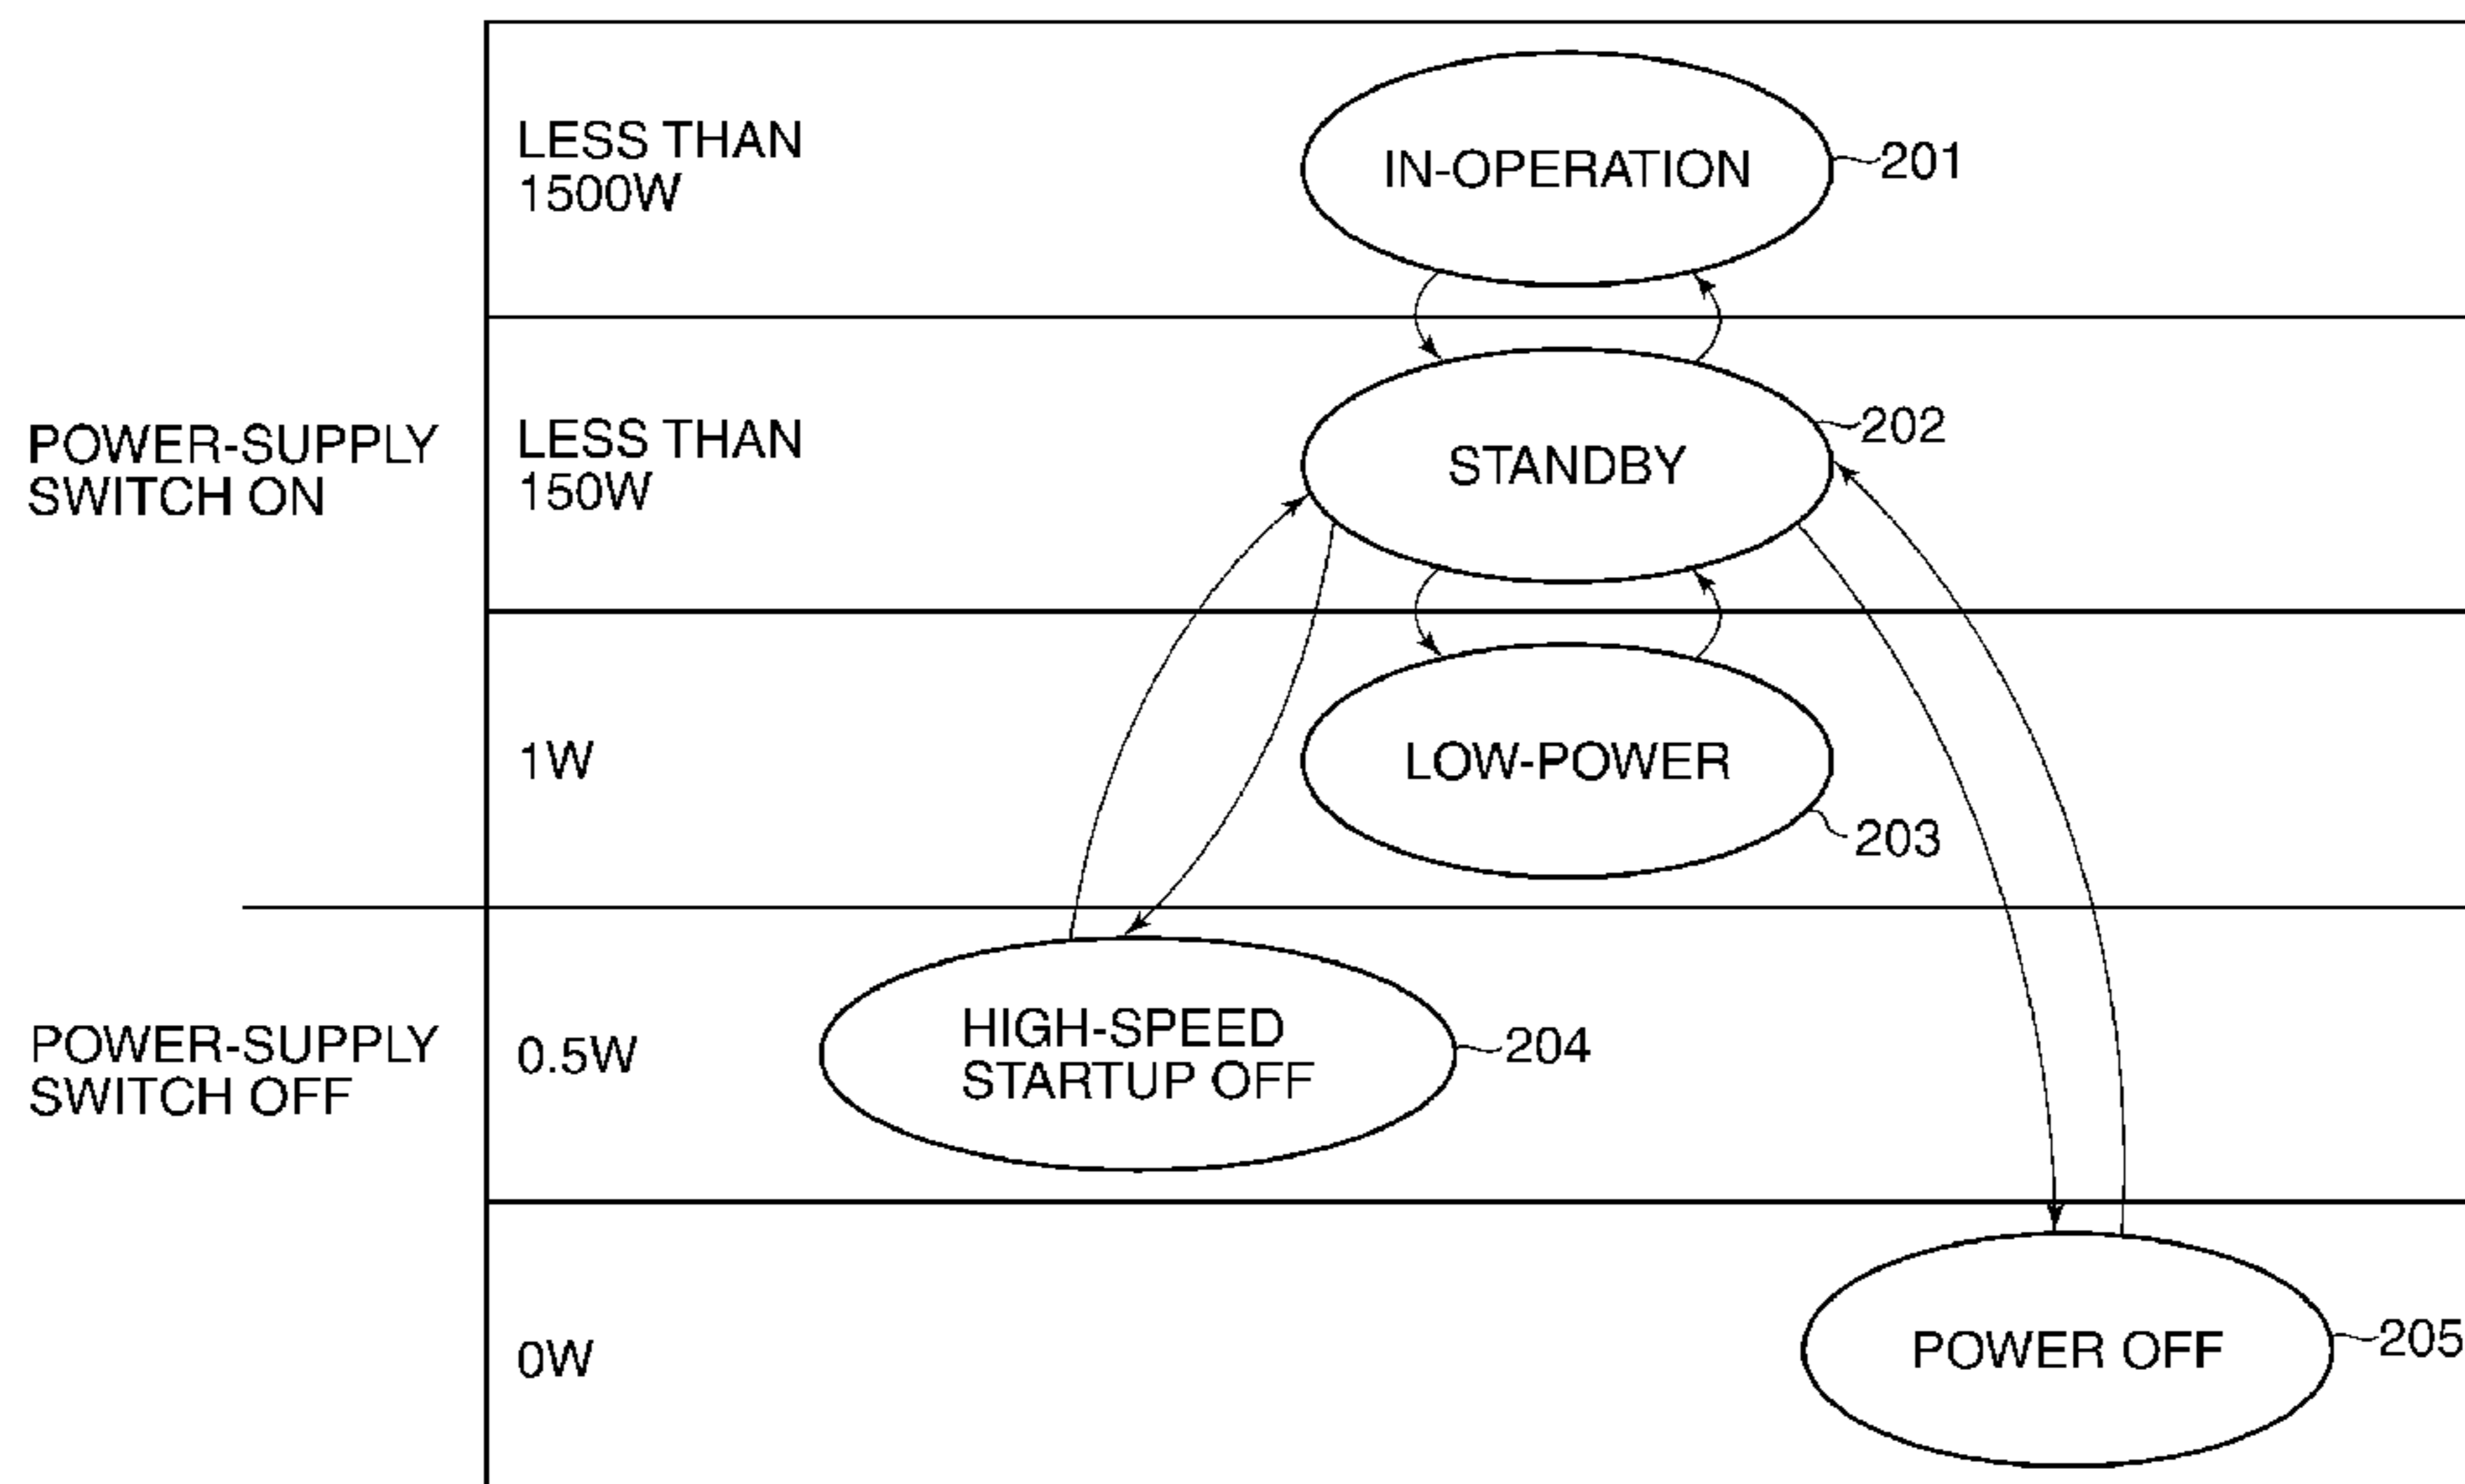 LESS THAN
1500W
IN-OPERATION
201
POWER-SUPPLY
SWITCH ON
LESS THAN
150W
STANDBY
202
1W
LOW-POWER
203
POWER-SUPPLY
SWITCH OFF
0.5W
HIGH-SPEED
STARTUP OFF
204
0W
POWER OFF
205